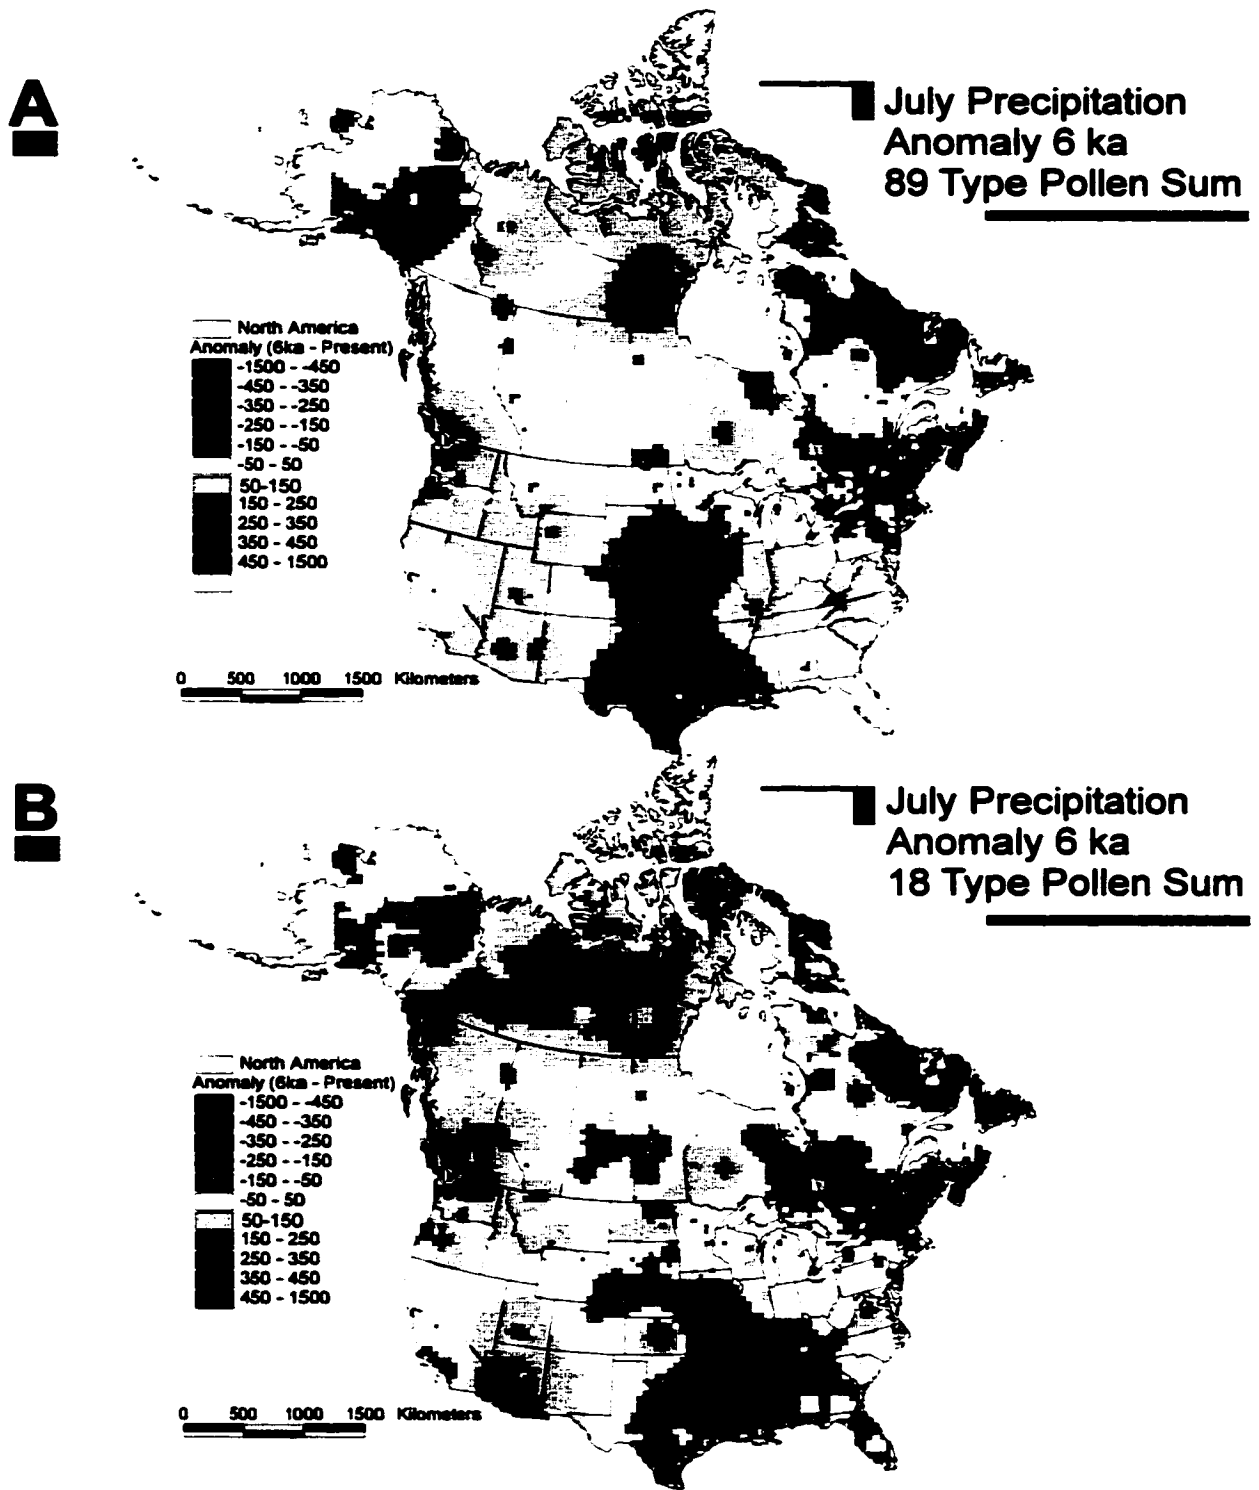 A
July Precipitation
Anomaly 6 ka
89 Type Pollen Sum
North America
Anomaly (6ka - Present)
-1500 - -450
-450 - -350
-350 - -250
-250 - -150
-150 - -50
-50 - 50
50-150
150 - 250
250 - 350
350 - 450
450 - 1500
0 500 1000 1500 Kilometers
B
July Precipitation
Anomaly 6 ka
18 Type Pollen Sum
North America
Anomaly (6ka - Present)
-1500 - -450
-450 - -350
-350 - -250
-250 - -150
-150 - -50
-50 - 50
50-150
150 - 250
250 - 350
350 - 450
450 - 1500
0 500 1000 1500 Kilometers